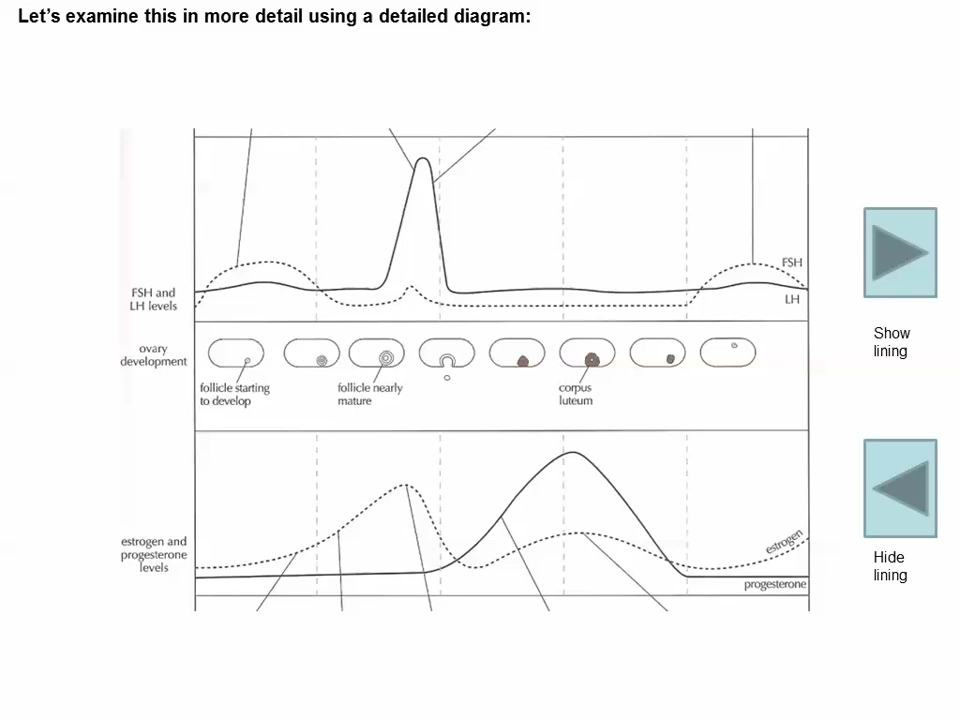 Let's examine this in more detail using a detailed diagram:
FSH
FSH and
LH levels
LH
Show
lining
ovary
development
follicle starting
to develop
follicle nearly
mature
corpus
luteum
estrogen and
progesterone
levels
estrogen
progesterone
Hide
lining